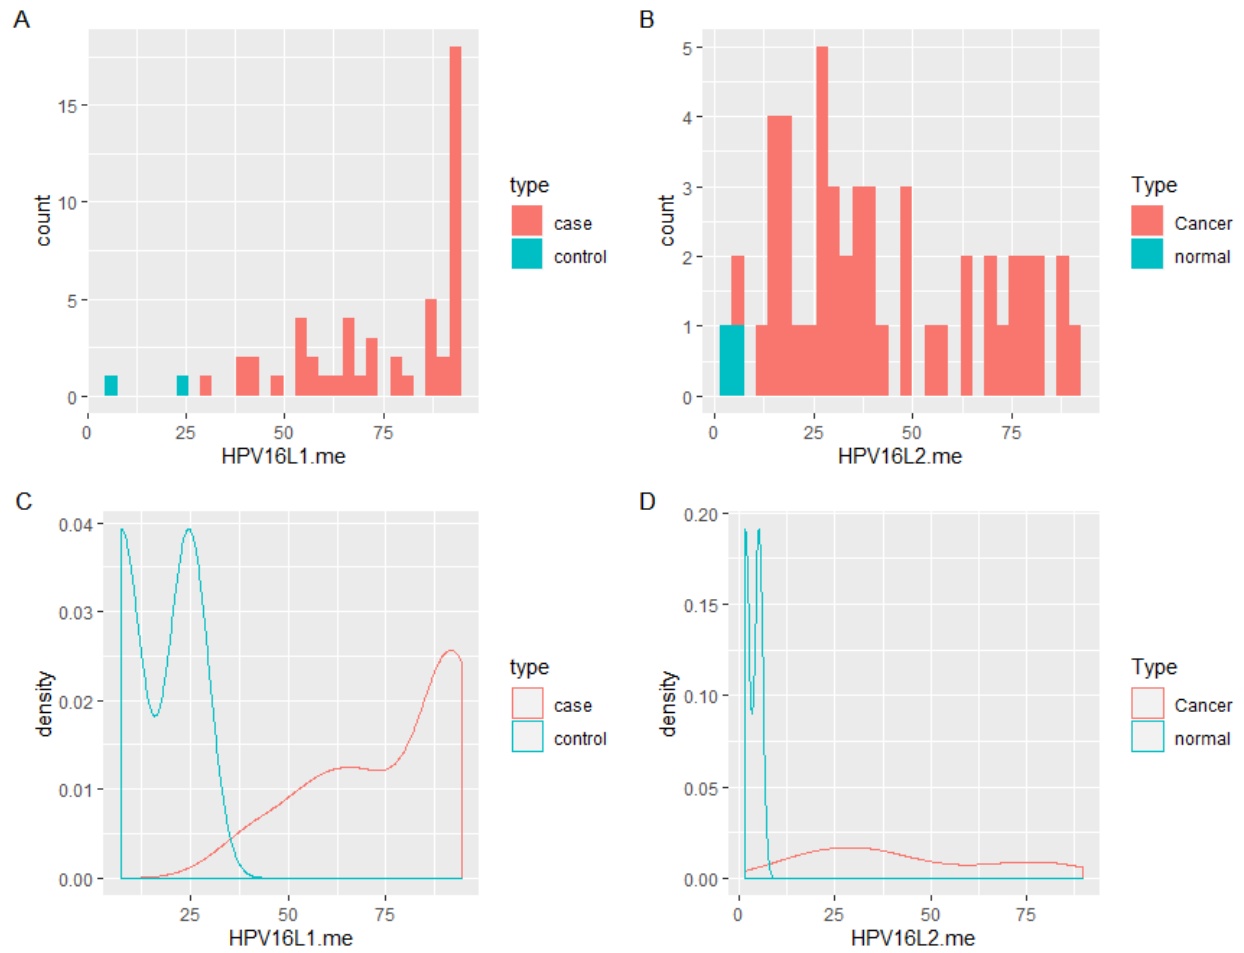 A
count
15
10
5
0
0
25
50
75
HPV16L1.me
type
case
control
B
count
5
4
3
2
1
0
0
25
50
75
HPV16L2.me
Type
Cancer
normal
C
density
0.04
0.03
0.02
0.01
0.00
25
50
75
HPV16L1.me
type
case
control
D
density
0.20
0.15
0.10
0.05
0.00
0
25
50
75
HPV16L2.me
Type
Cancer
normal